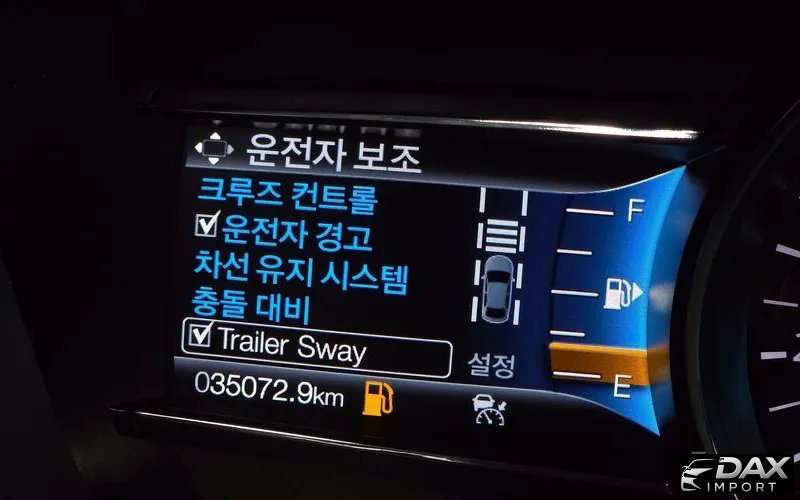 운전자 보조
크루즈 컨트롤
운전자 경고
차선 유지 시스템
충돌 대비
Trailer Sway
설정
035072.9km
F
E
DAX
IMPORT